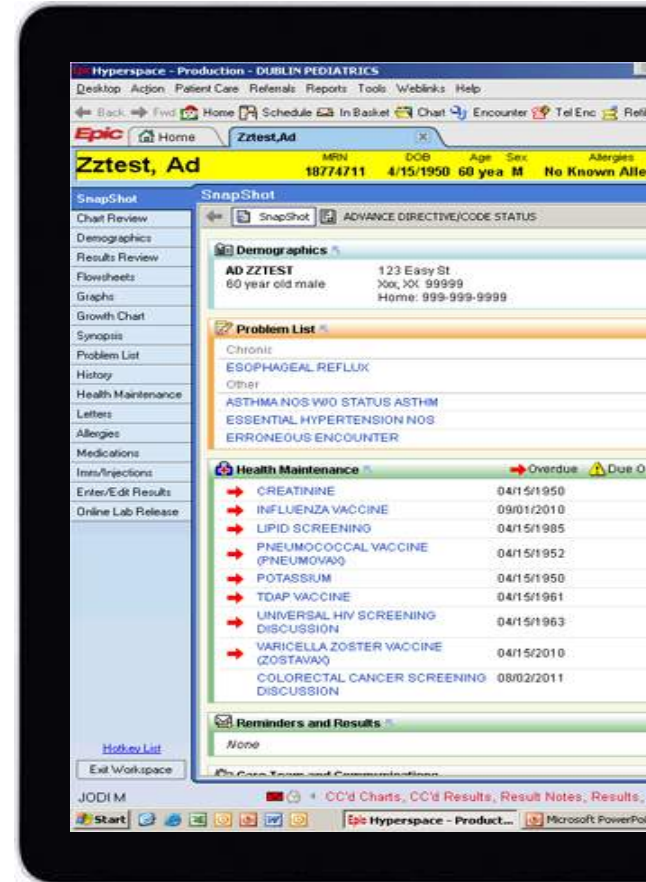 Epic Hyperspace - Production - DUBLIN PEDIATRICS
Desktop Action Patient Care Referrals Reports Tools Weblinks Help
Back Fwd Home Schedule In Basket Chart Encounter Tel Enc
Epic Home Zztest,Ad
MRN DOB Age Sex Allergies
Zztest, Ad 18774711 4/15/1950 60 yea M No Known Alle
SnapShot
Chart Review
Demographics
Results Review
Flowsheets
Graphs
Growth Chart
Synopsis
Problem List
History
Health Maintenance
Letters
Allergies
Medications
Imm/Injections
Enter/Edit Results
Online Lab Release
Hotkey List
Exit Workspace
SnapShot
SnapShot ADVANCE DIRECTIVE/CODE STATUS
Demographics
AD ZZTEST 123 Easy St
60 year old male Xxx, XX 99999
Home: 999-999-9999
Problem List
Chronic
ESOPHAGEAL REFLUX
Other
ASTHMA NOS W/O STATUS ASTHM
ESSENTIAL HYPERTENSION NOS
ERRONEOUS ENCOUNTER
Health Maintenance Overdue Due O
CREATININE 04/15/1950
INFLUENZA VACCINE 09/01/2010
LIPID SCREENING 04/15/1985
PNEUMOCOCCAL VACCINE
(PNEUMOVAX) 04/15/1952
POTASSIUM 04/15/1950
TDAP VACCINE 04/15/1961
UNIVERSAL HIV SCREENING
DISCUSSION 04/15/1963
VARICELLA ZOSTER VACCINE
(ZOSTAVAX) 04/15/2010
COLORECTAL CANCER SCREENING 08/02/2011
DISCUSSION
Reminders and Results
None
Care Team and Communications
JODI M CC'd Charts, CC'd Results, Result Notes, Results,
Start Epic Hyperspace - Product... Microsoft PowerPoi